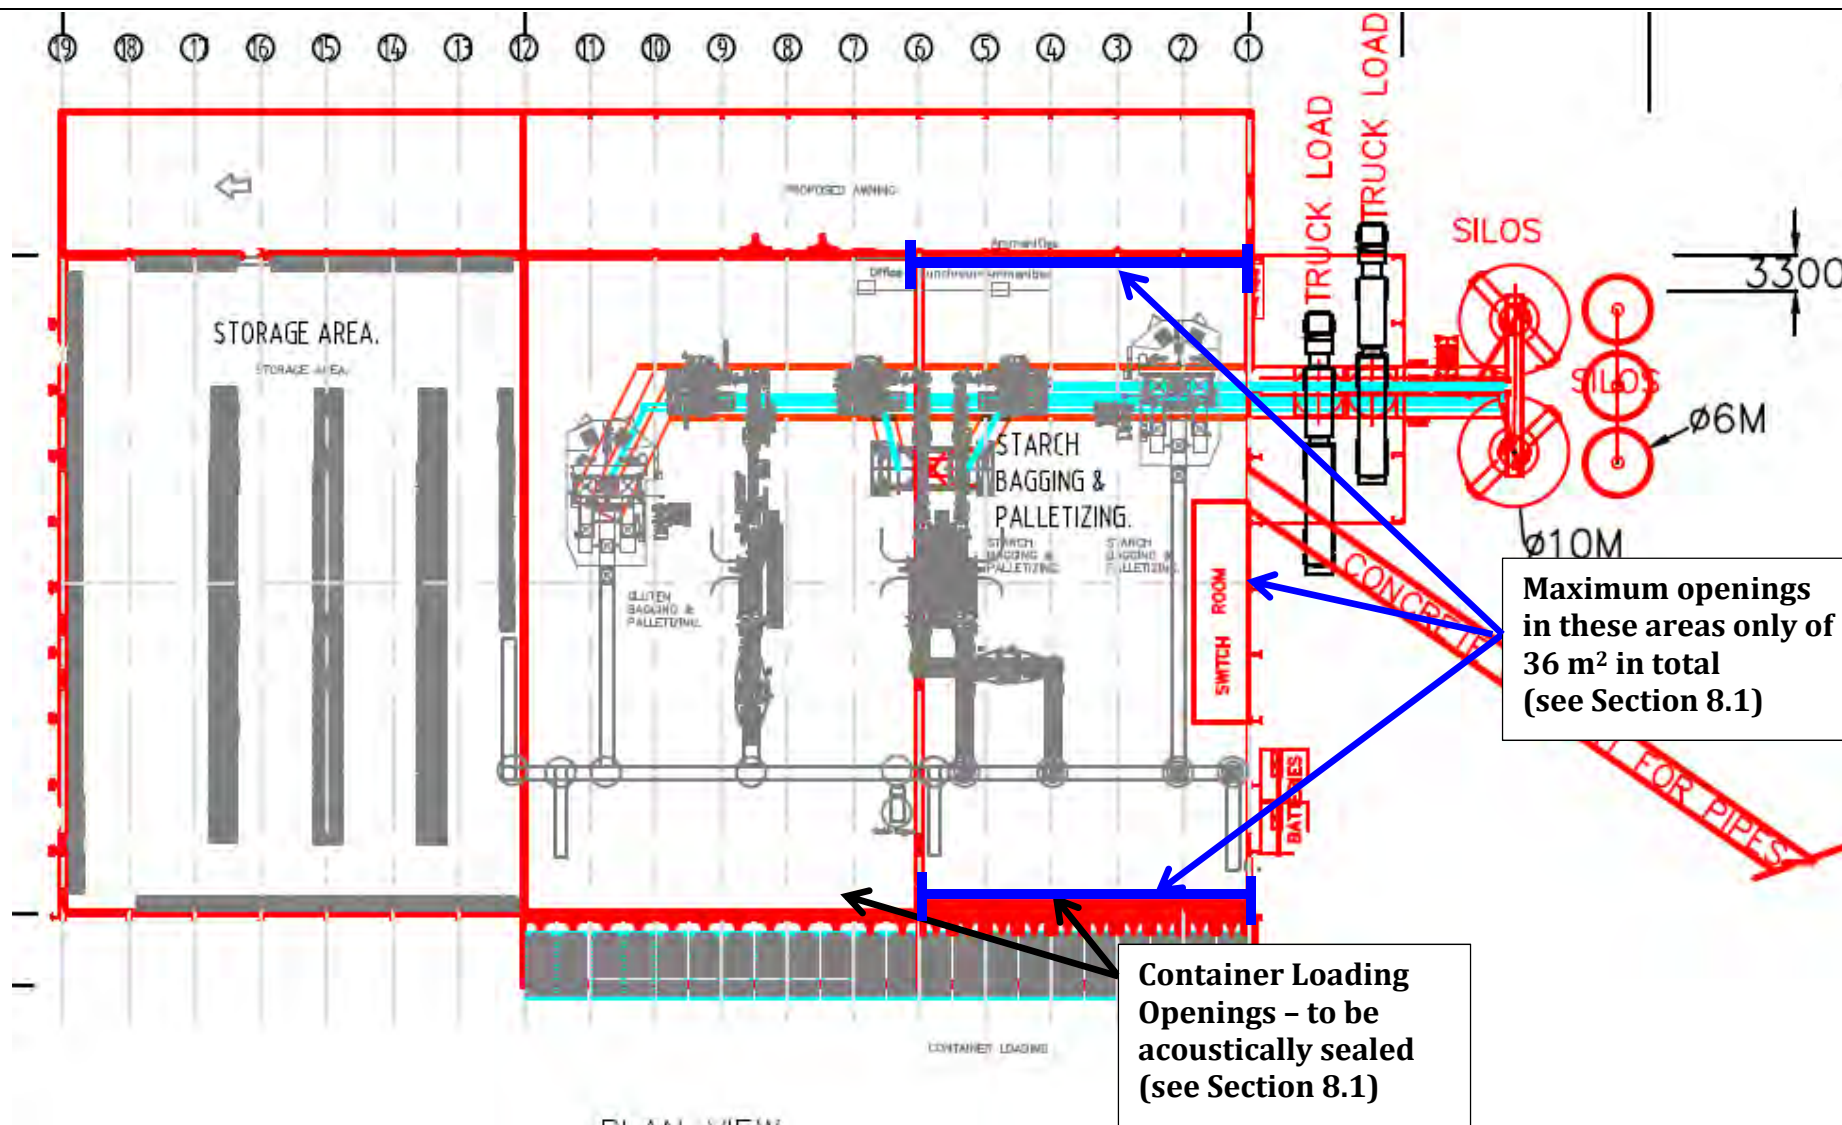 19 18 17 16 15 14 13 12 11 10 9 8 7 6 5 4 3 2 1
TRUCK LOAD
TRUCK LOAD
PROPOSED AWNING
SILOS
3300
Office
STORAGE AREA.
STORAGE AREA.
SILOS
Ø6M
STARCH
BAGGING &
PALLETIZING.
STARCH
BAGGING &
PALLETIZING
STARCH
BAGGING &
PALLETIZING
Ø10M
GLUTEN
BAGGING &
PALLETIZING.
SWITCH ROOM
CONCRETE
FOR PIPES
Maximum openings
in these areas only of
36 m² in total
(see Section 8.1)
BATTERIES
Container Loading
Openings – to be
acoustically sealed
(see Section 8.1)
CONTAINER LOADING
PLAN VIEW